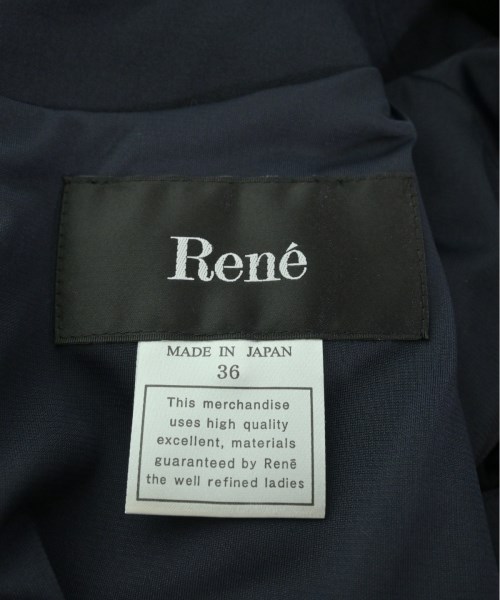 René
MADE IN JAPAN
36
This merchandise
uses high quality
excellent, materials
guaranteed by Renē
the well refined ladies